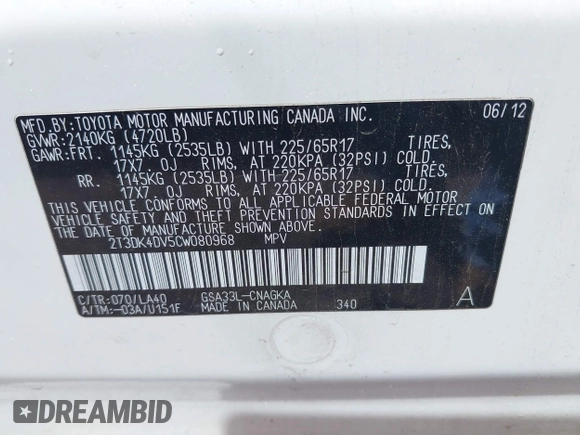 MFD.BY:TOYOTA MOTOR MANUFACTURING CANADA INC. 06/12
GVWR:2140KG (4720LB)
GAWR:FRT. 1145KG (2535LB) WITH 225/65R17 TIRES,
17X7 0J RIMS, AT 220KPA (32PSI) COLD.
RR. 1145KG (2535LB) WITH 225/65R17 TIRES,
17X7 0J RIMS, AT 220KPA (32PSI) COLD.
THIS VEHICLE CONFORMS TO ALL APPLICABLE FEDERAL MOTOR
VEHICLE SAFETY AND THEFT PREVENTION STANDARDS IN EFFECT ON
THE DATE OF MANUFACTURE SHOWN ABOVE.
2T3DK4DV5CW080968 MPV
C/TR:070/LA40 GSA33L-CNAGKA A
A/TM:-03A/U151F MADE IN CANADA 340
DREAMBID